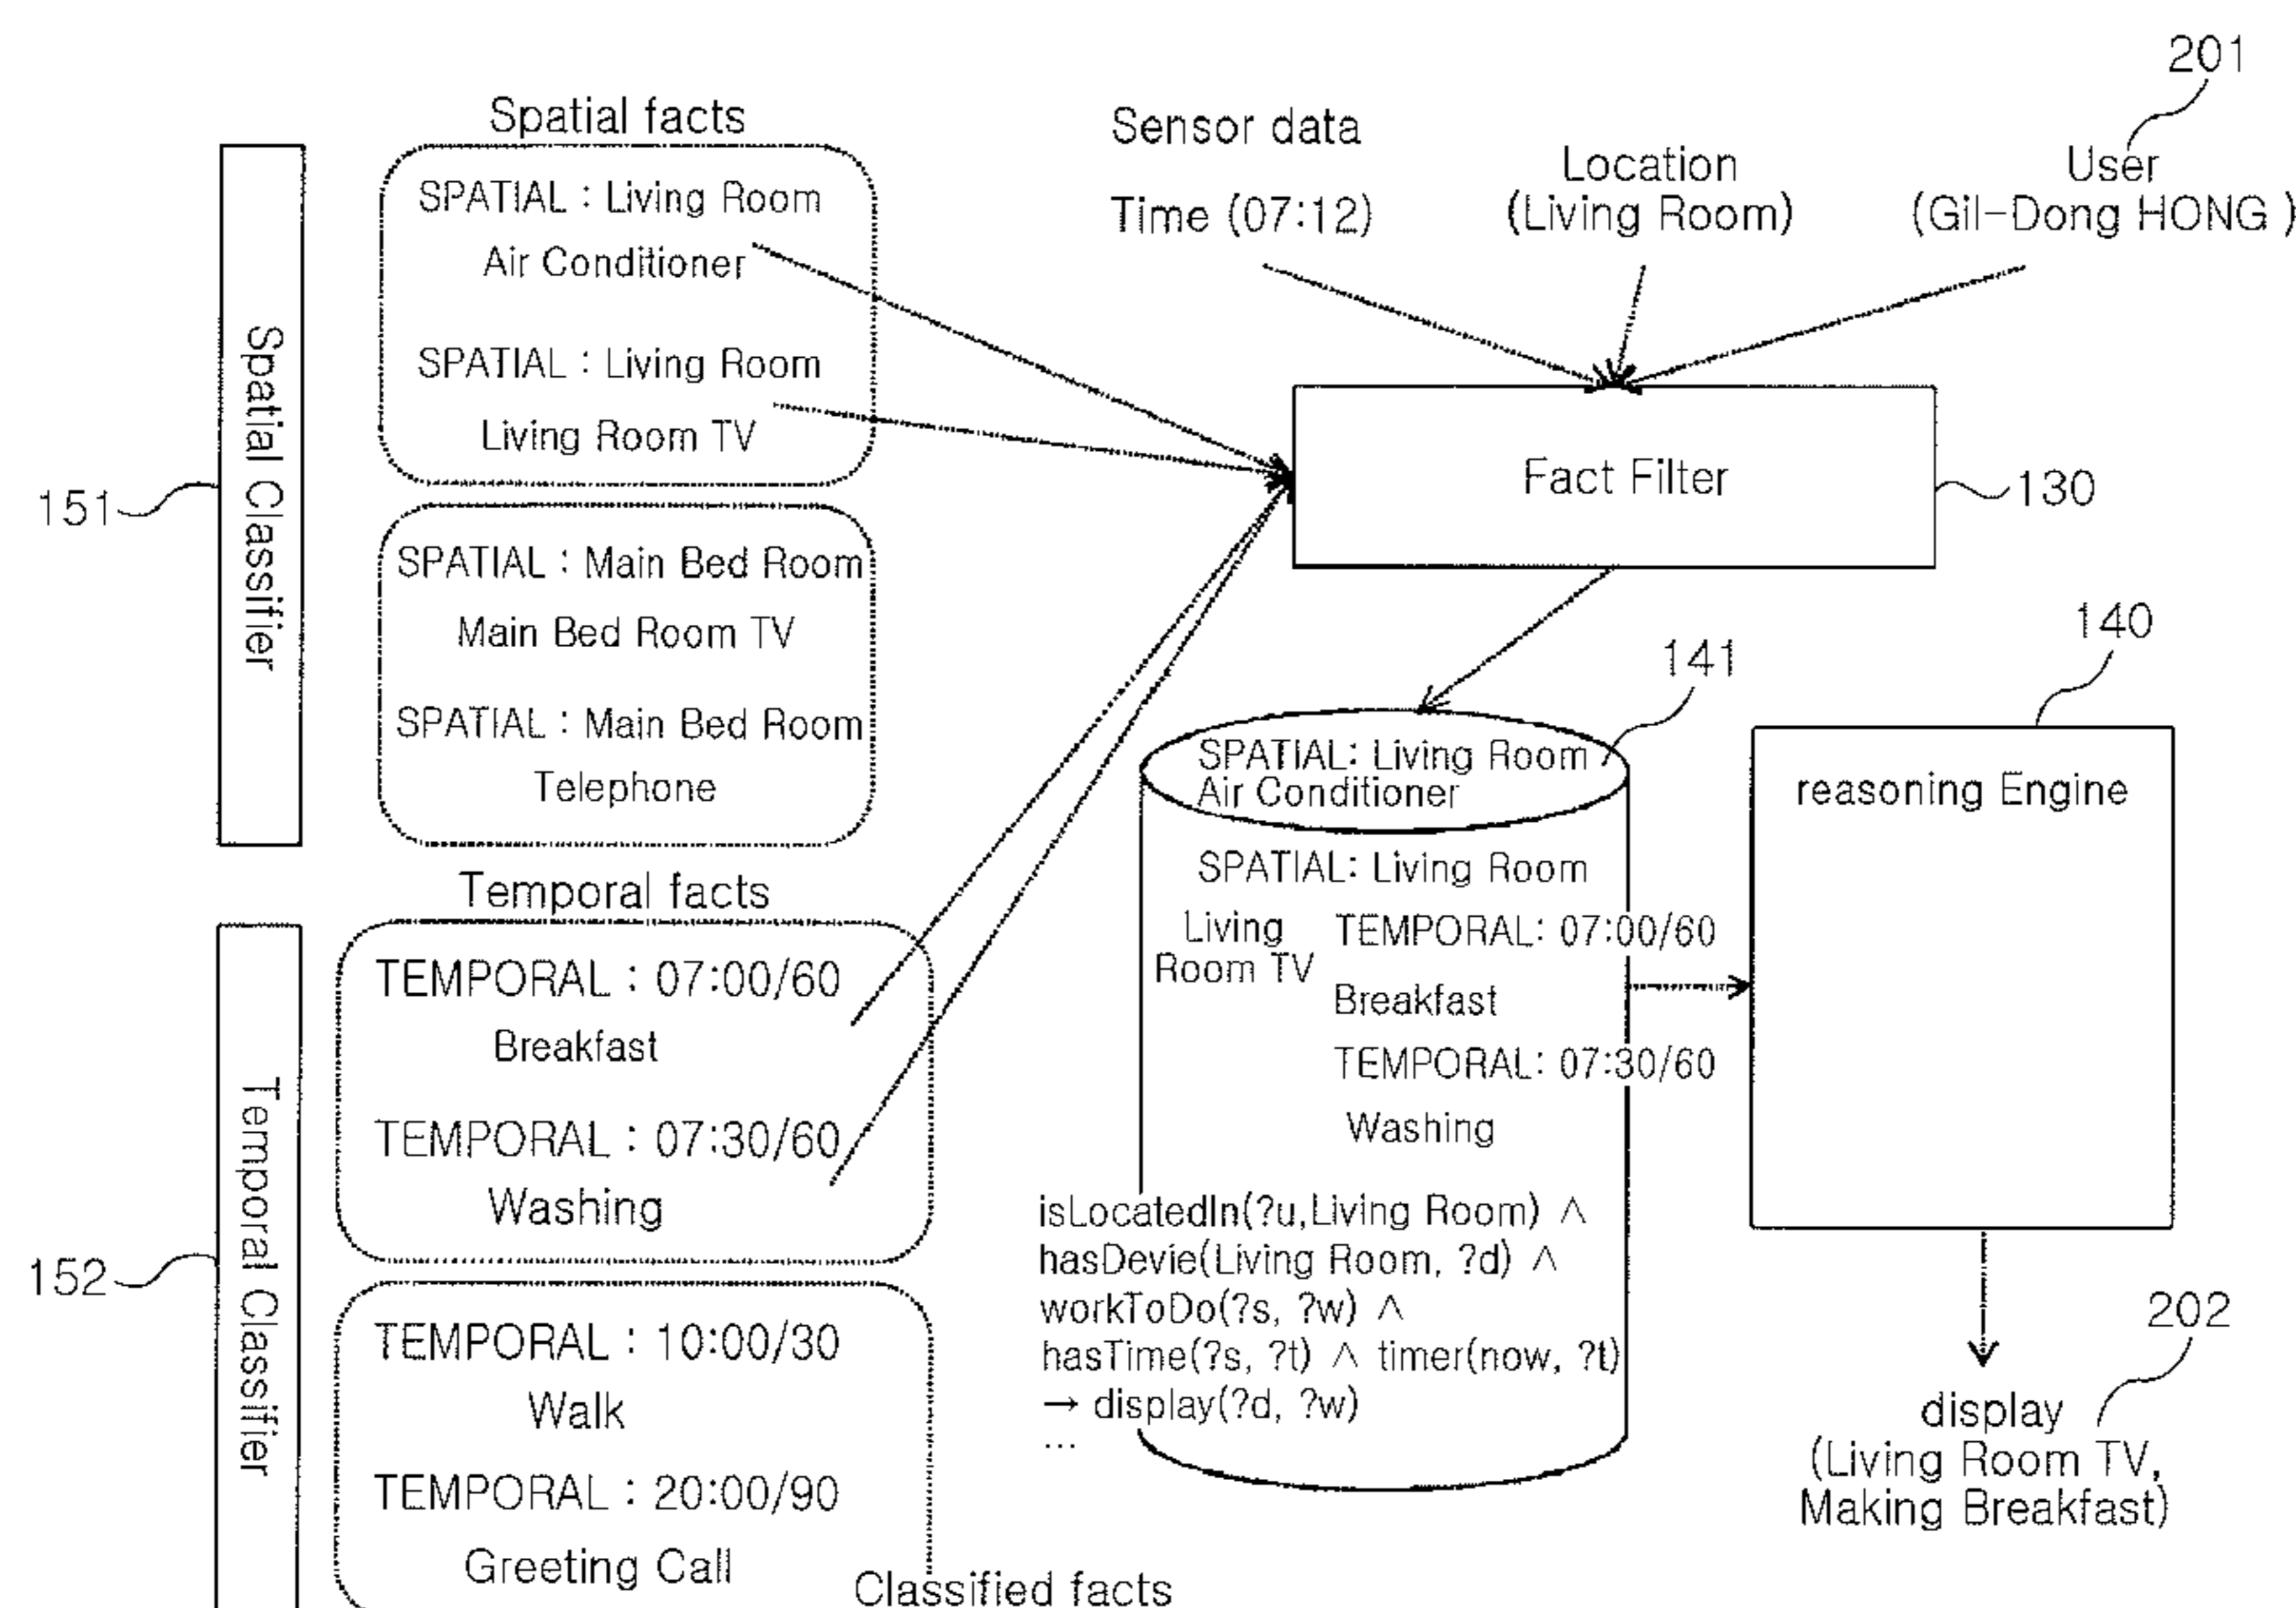 201
Spatial facts
Sensor data
Location
User
Time (07:12)
(Living Room)
(Gil-Dong HONG )
SPATIAL : Living Room
Air Conditioner
SPATIAL : Living Room
Living Room TV
Spatial Classifier
151
Fact Filter
130
SPATIAL : Main Bed Room
Main Bed Room TV
SPATIAL : Main Bed Room
Telephone
140
141
SPATIAL: Living Room
Air Conditioner
reasoning Engine
SPATIAL: Living Room
Living
Room TV
TEMPORAL: 07:00/60
Breakfast
TEMPORAL: 07:30/60
Washing
Temporal facts
TEMPORAL : 07:00/60
Breakfast
TEMPORAL : 07:30/60
Washing
Temporal Classifier
152
TEMPORAL : 10:00/30
Walk
TEMPORAL : 20:00/90
Greeting Call
isLocatedIn(?u,Living Room) ∧
hasDevie(Living Room, ?d) ∧
workToDo(?s, ?w) ∧
hasTime(?s, ?t) ∧ timer(now, ?t)
→ display(?d, ?w)
...
202
display
(Living Room TV,
Making Breakfast)
Classified facts